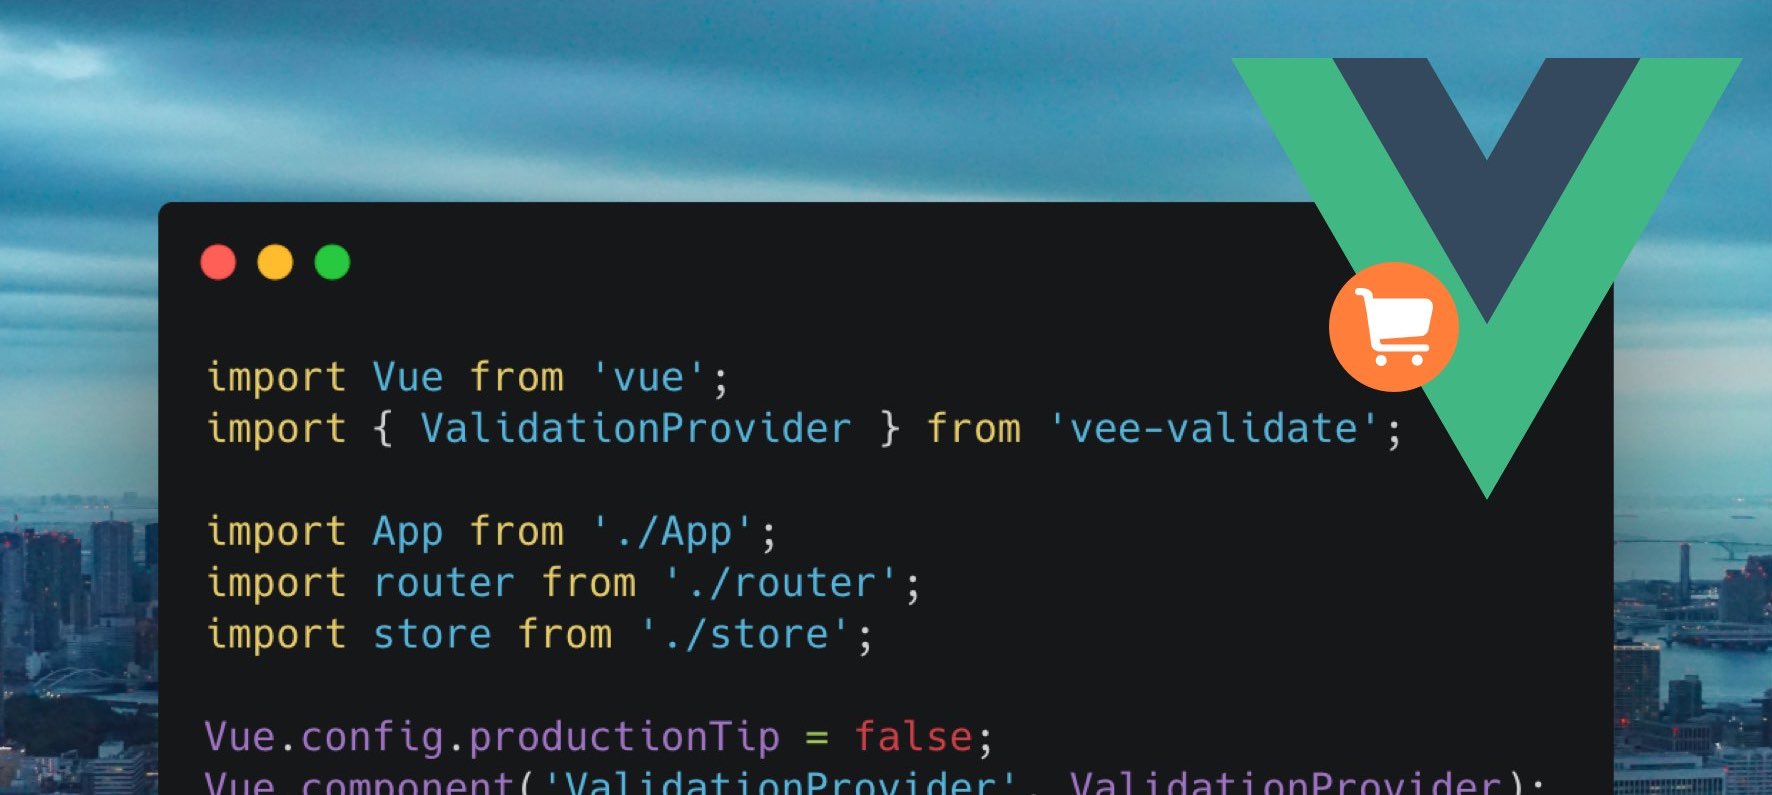 import Vue from 'vue';
import { ValidationProvider } from 'vee-validate';
import App from './App';
import router from './router';
import store from './store';
Vue.config.productionTip = false;
Vue.component('ValidationProvider', ValidationProvider);